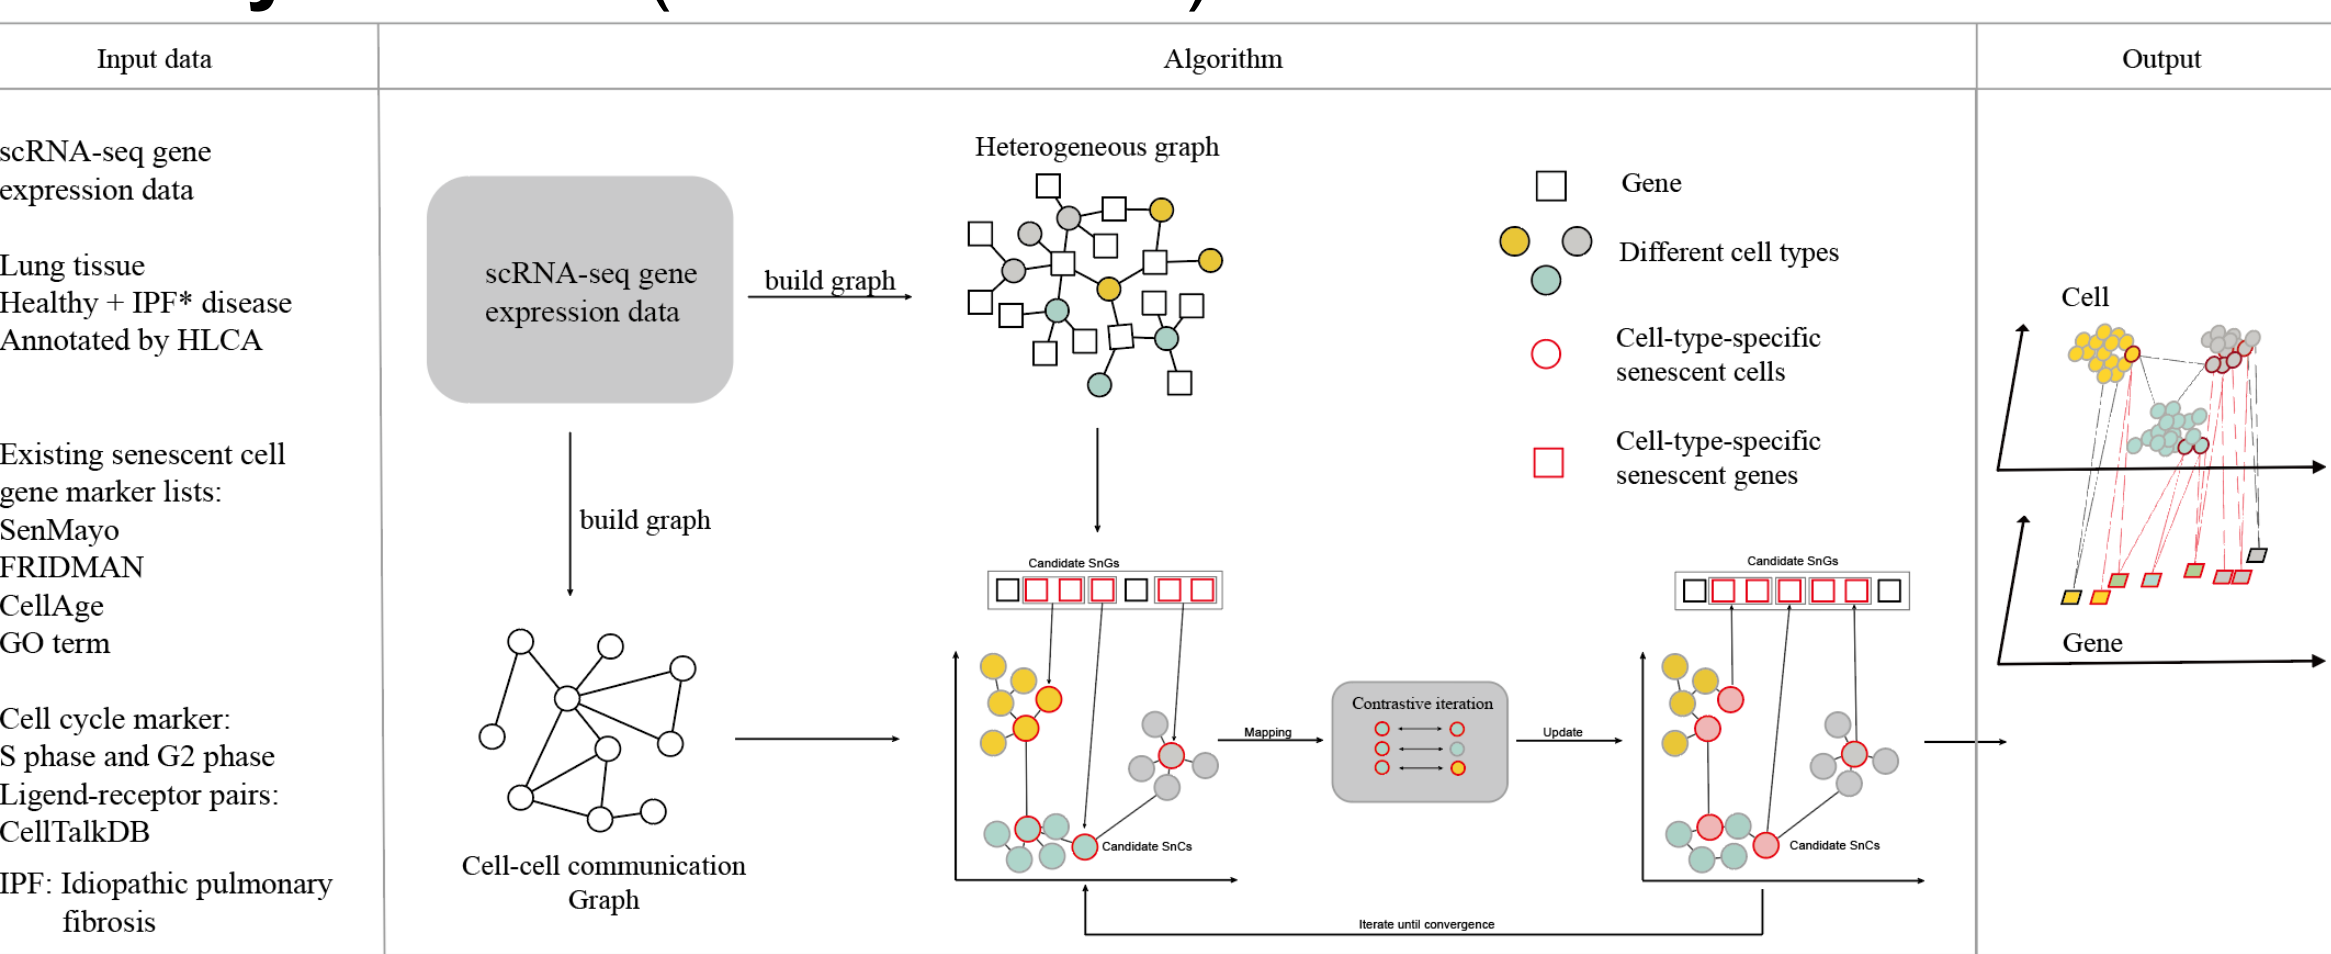 Input data
Algorithm
Output
scRNA-seq gene
expression data
Lung tissue
Healthy + IPF* disease
Annotated by HLCA
Existing senescent cell
gene marker lists:
SenMayo
FRIDMAN
CellAge
GO term
Cell cycle marker:
S phase and G2 phase
Ligend-receptor pairs:
CellTalkDB
IPF: Idiopathic pulmonary
fibrosis
scRNA-seq gene
expression data
build graph
build graph
Cell-cell communication
Graph
Heterogeneous graph
Gene
Different cell types
Cell-type-specific
senescent cells
Cell-type-specific
senescent genes
Candidate SnGs
Candidate SnCs
Mapping
Contrastive iteration
Update
Candidate SnGs
Candidate SnCs
Iterate until convergence
Cell
Gene